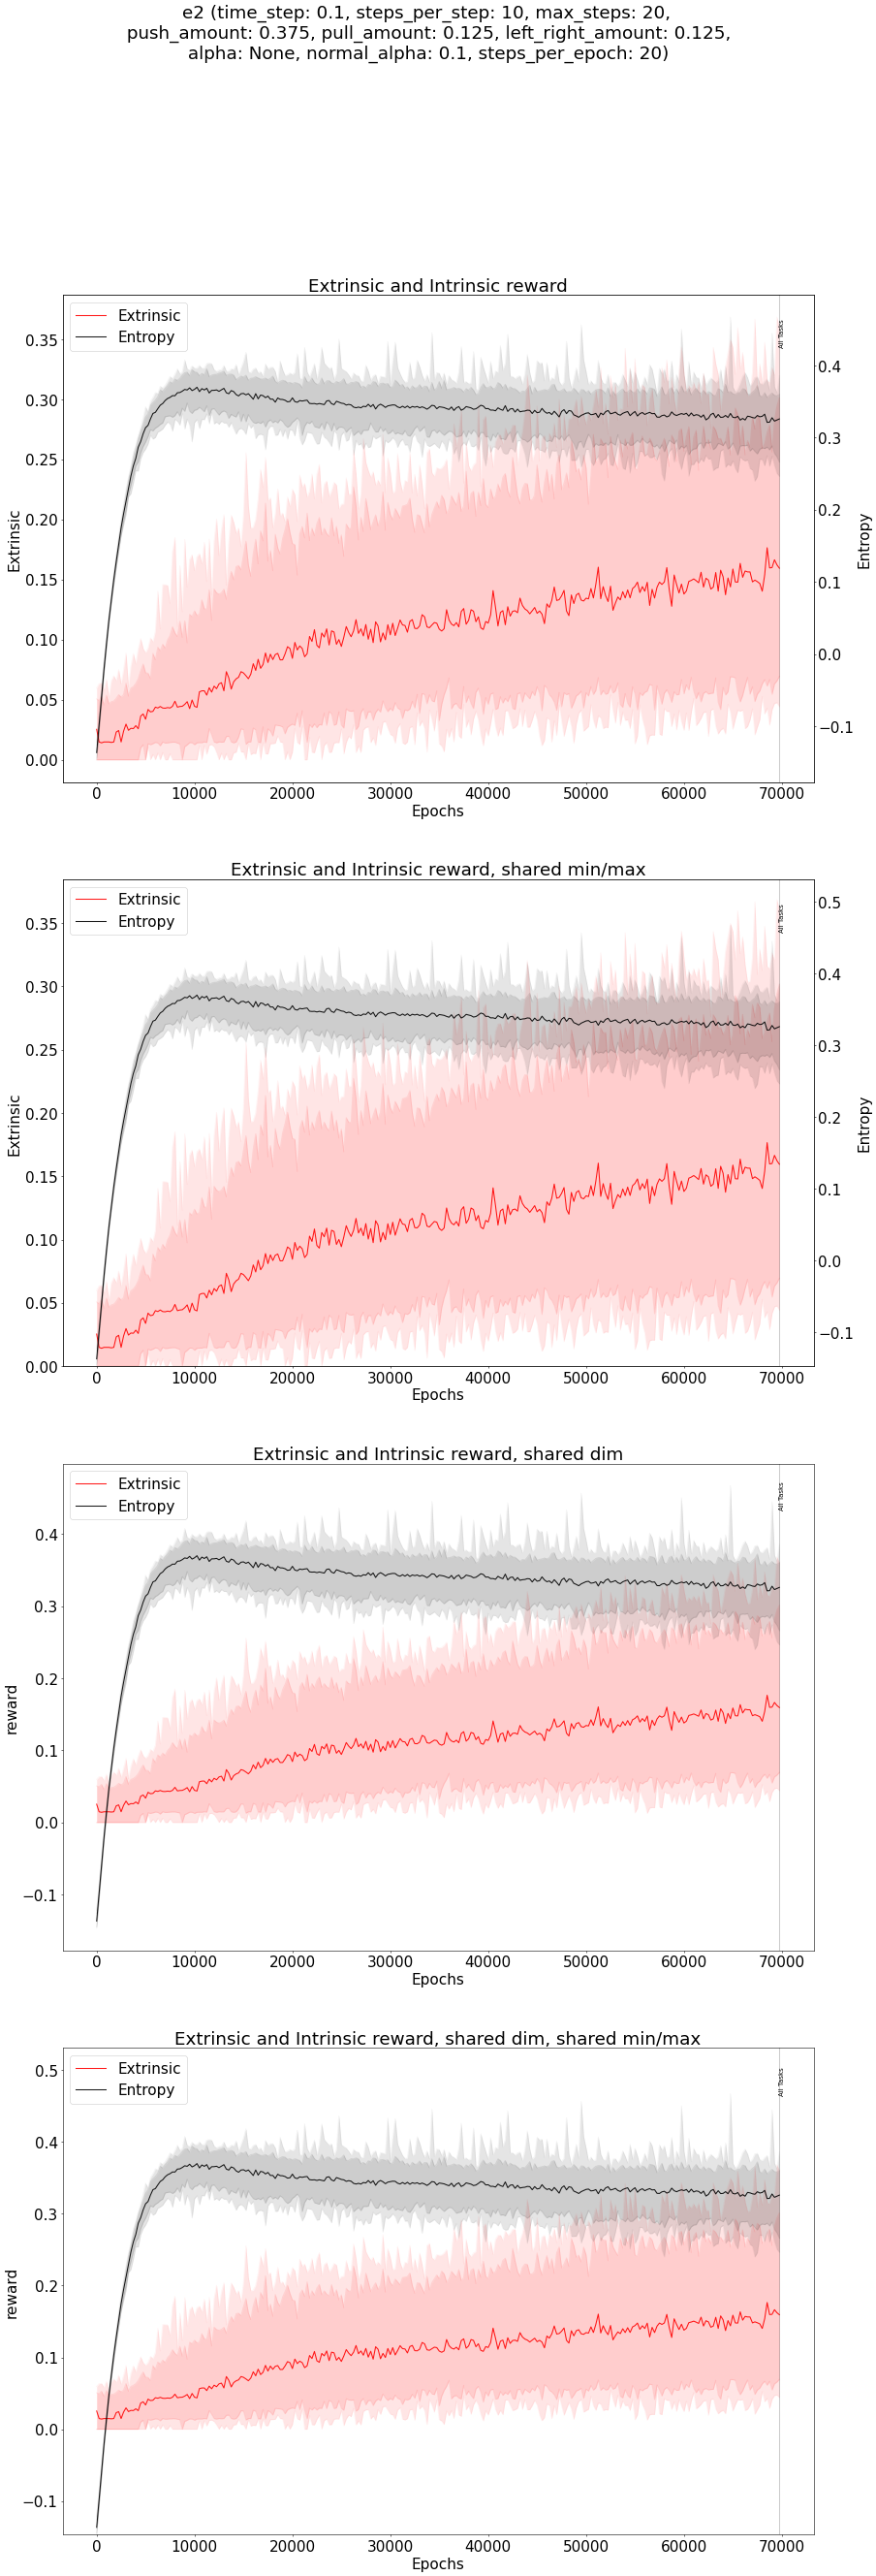 e2 (time_step: 0.1, steps_per_step: 10, max_steps: 20,
push_amount: 0.375, pull_amount: 0.125, left_right_amount: 0.125,
alpha: None, normal_alpha: 0.1, steps_per_epoch: 20)
Extrinsic and Intrinsic reward
Extrinsic
Entropy
All Tasks
0.35
0.30
0.25
0.20
0.15
0.10
0.05
0.00
Extrinsic
0.4
0.3
0.2
0.1
0.0
−0.1
Entropy
0 10000 20000 30000 40000 50000 60000 70000
Epochs
Extrinsic and Intrinsic reward, shared min/max
Extrinsic
Entropy
All Tasks
0.35
0.30
0.25
0.20
0.15
0.10
0.05
0.00
Extrinsic
0.5
0.4
0.3
0.2
0.1
0.0
−0.1
Entropy
0 10000 20000 30000 40000 50000 60000 70000
Epochs
Extrinsic and Intrinsic reward, shared dim
Extrinsic
Entropy
All Tasks
0.4
0.3
0.2
0.1
0.0
−0.1
reward
0 10000 20000 30000 40000 50000 60000 70000
Epochs
Extrinsic and Intrinsic reward, shared dim, shared min/max
Extrinsic
Entropy
All Tasks
0.5
0.4
0.3
0.2
0.1
0.0
−0.1
reward
0 10000 20000 30000 40000 50000 60000 70000
Epochs